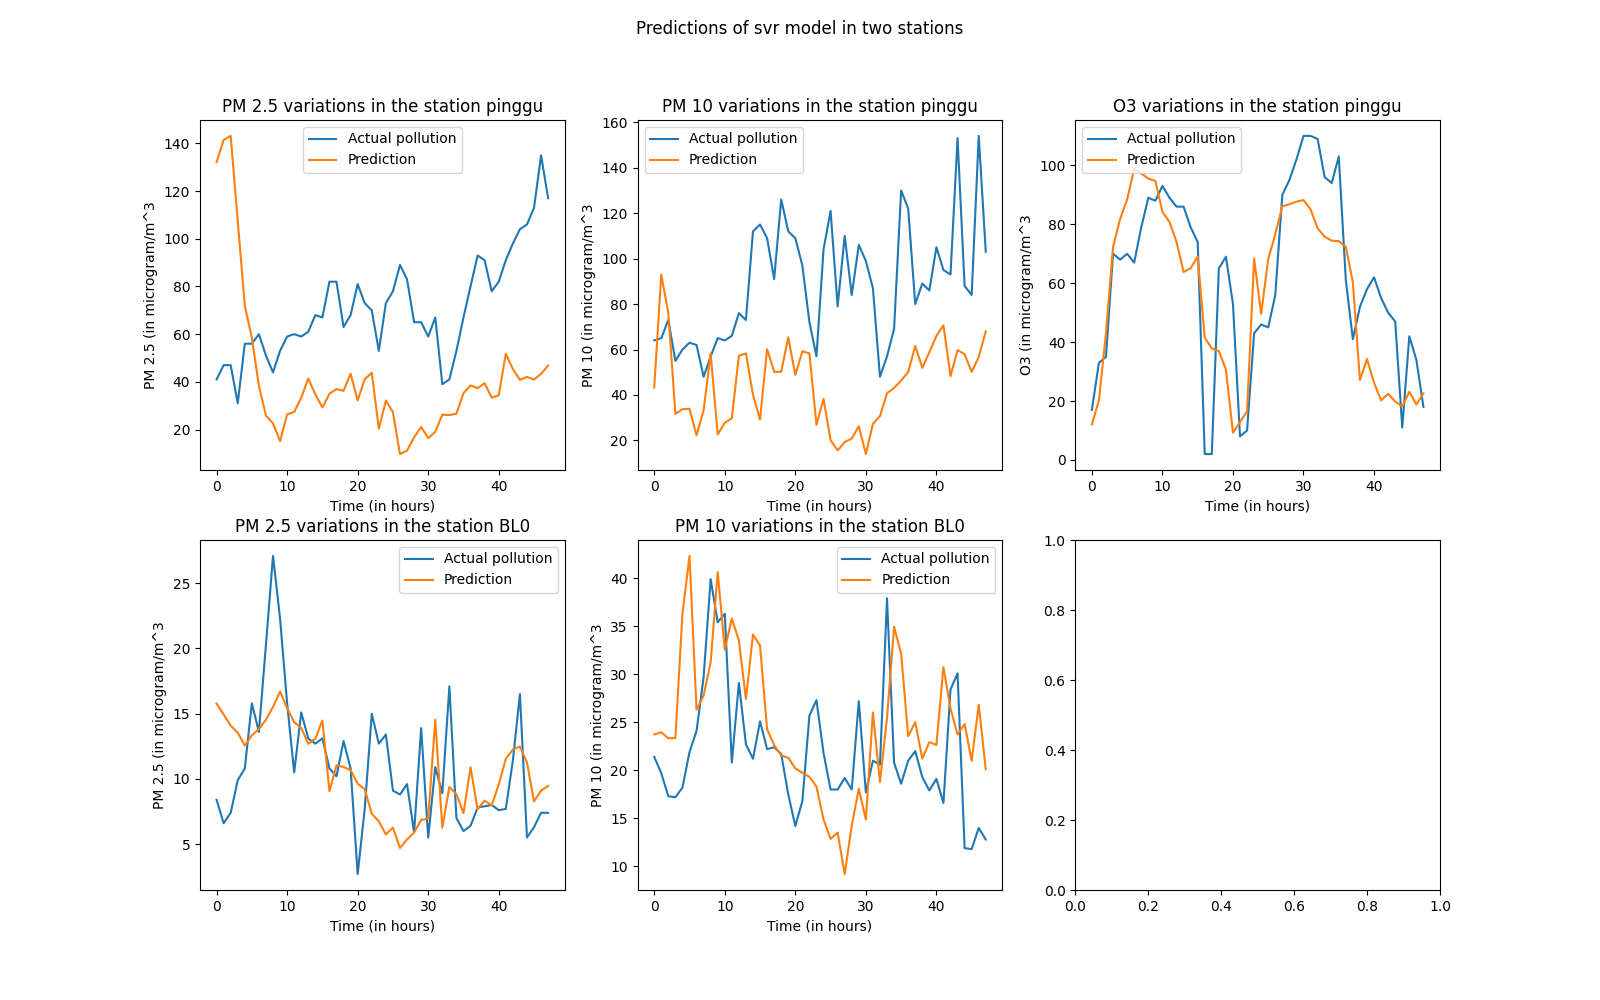 Predictions of svr model in two stations
PM 2.5 variations in the station pinggu
PM 2.5 (in microgram/m^3
140
120
100
80
60
40
20
Actual pollution
Prediction
0 10 20 30 40
Time (in hours)
PM 10 variations in the station pinggu
PM 10 (in microgram/m^3
160
140
120
100
80
60
40
20
Actual pollution
Prediction
0 10 20 30 40
Time (in hours)
O3 variations in the station pinggu
O3 (in microgram/m^3
100
80
60
40
20
0
Actual pollution
Prediction
0 10 20 30 40
Time (in hours)
PM 2.5 variations in the station BL0
PM 2.5 (in microgram/m^3
25
20
15
10
5
Actual pollution
Prediction
0 10 20 30 40
Time (in hours)
PM 10 variations in the station BL0
PM 10 (in microgram/m^3
40
35
30
25
20
15
10
Actual pollution
Prediction
0 10 20 30 40
Time (in hours)
1.0
0.8
0.6
0.4
0.2
0.0
0.0 0.2 0.4 0.6 0.8 1.0